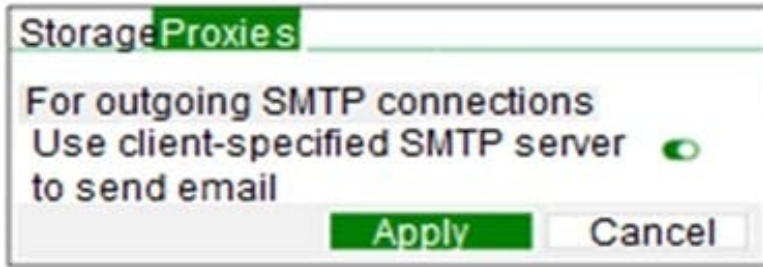 Storage Proxies
For outgoing SMTP connections
Use client-specified SMTP server
to send email
Apply Cancel